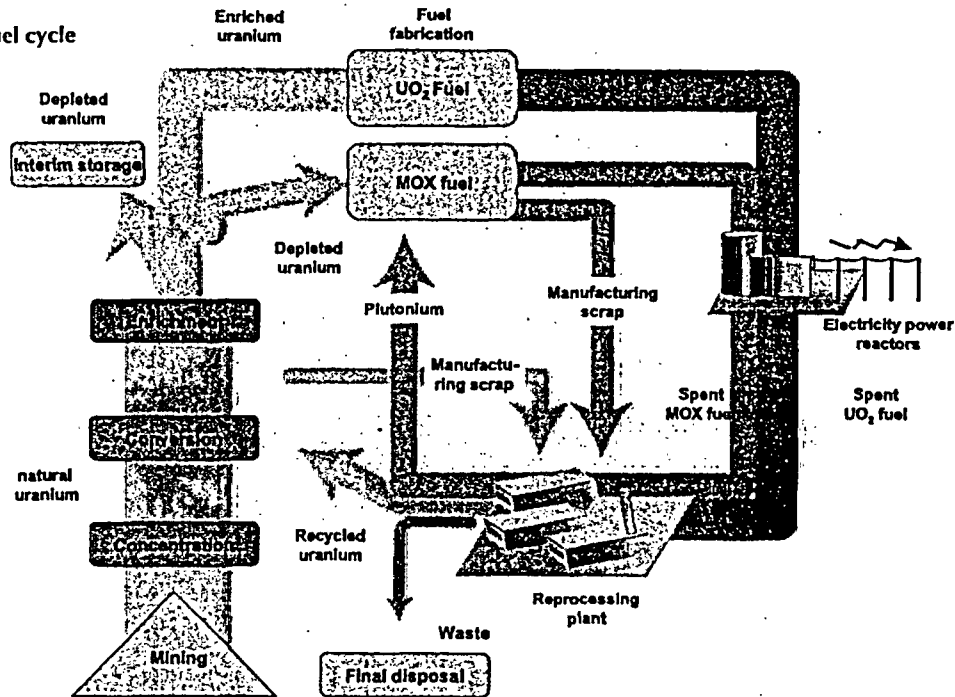 uel cycle
Enriched
uranium
Fuel
fabrication
UO₂ Fuel
Depleted
uranium
Interim storage
MOX fuel
Depleted
uranium
Plutonium
Manufacturing
scrap
Enrichment
Electricity power
reactors
Manufactu-
ring scrap
Spent
MOX fuel
Spent
UO₂ fuel
Conversion
natural
uranium
Concentration
Recycled
uranium
Reprocessing
plant
Waste
Mining
Final disposal